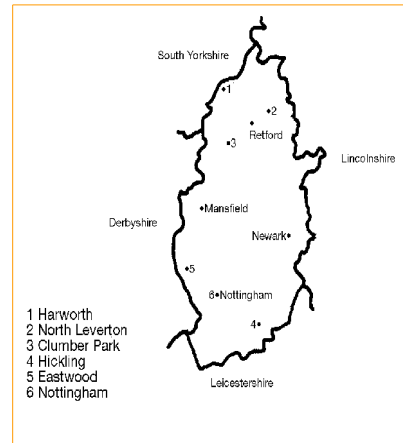 South Yorkshire
1
2
Retford
3
Lincolnshire
Mansfield
Derbyshire
Newark
5
6 Nottingham
4
1 Harworth
2 North Leverton
3 Clumber Park
4 Hickling
5 Eastwood
6 Nottingham
Leicestershire